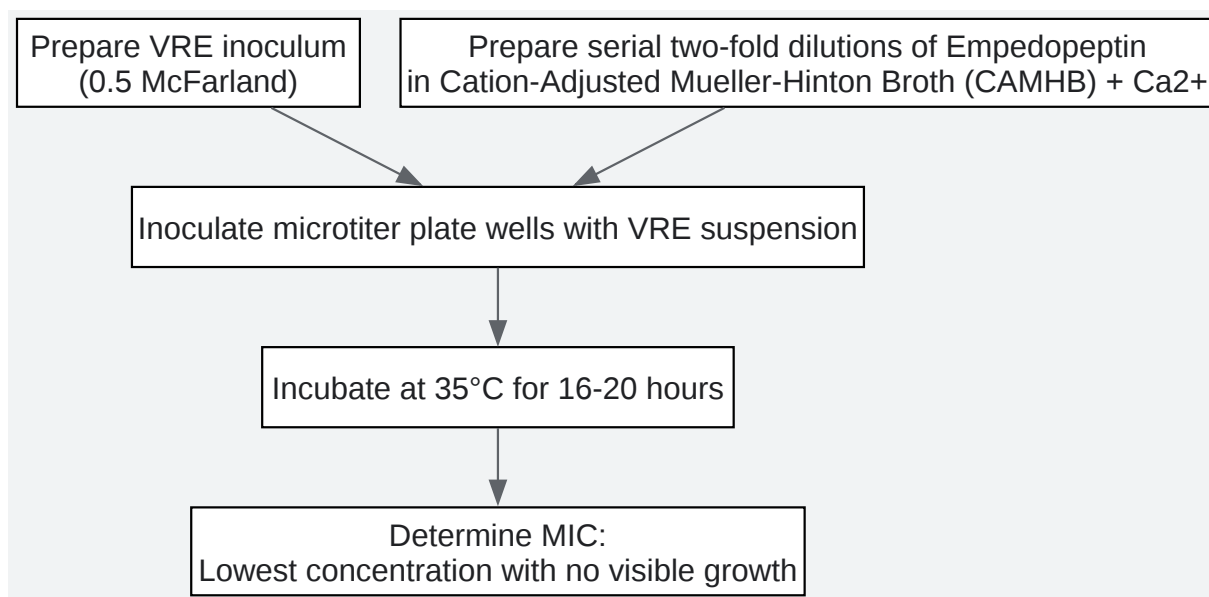 Prepare VRE inoculum
(0.5 McFarland)
Prepare serial two-fold dilutions of Empedopeptin
in Cation-Adjusted Mueller-Hinton Broth (CAMHB) + Ca2+
Inoculate microtiter plate wells with VRE suspension
Incubate at 35°C for 16-20 hours
Determine MIC:
Lowest concentration with no visible growth